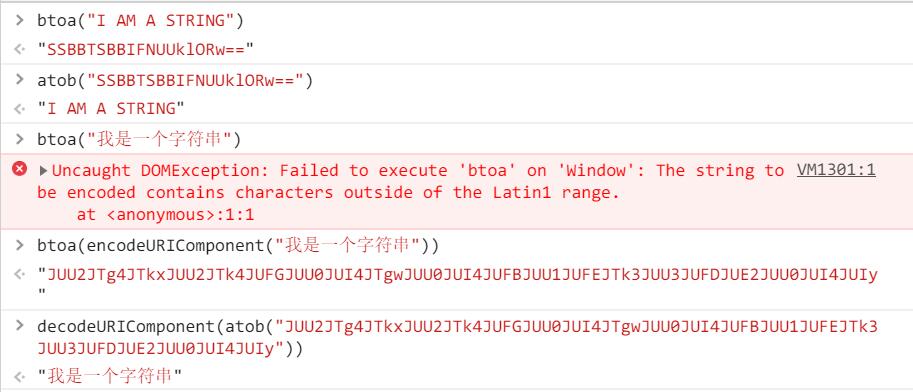 > btoa("I AM A STRING")
< "SSBBTSBBIFNUUklORw=="
> atob("SSBBTSBBIFNUUklORw==")
< "I AM A STRING"
> btoa("我是一个字符串")
Uncaught DOMException: Failed to execute 'btoa' on 'Window': The string to VM1301:1
be encoded contains characters outside of the Latin1 range.
at <anonymous>:1:1
> btoa(encodeURIComponent("我是一个字符串"))
< "JUU2JTg4JTkxJUU2JTk4JUFGJUU0JUI4JTgwJUU0JUI4JUFBJUU1JUFEJTk3JUU3JUFDJUE2JUU0JUI4JUIy
"
> decodeURIComponent(atob("JUU2JTg4JTkxJUU2JTk4JUFGJUU0JUI4JTgwJUU0JUI4JUFBJUU1JUFEJTk3
JUU3JUFDJUE2JUU0JUI4JUIy"))
< "我是一个字符串"